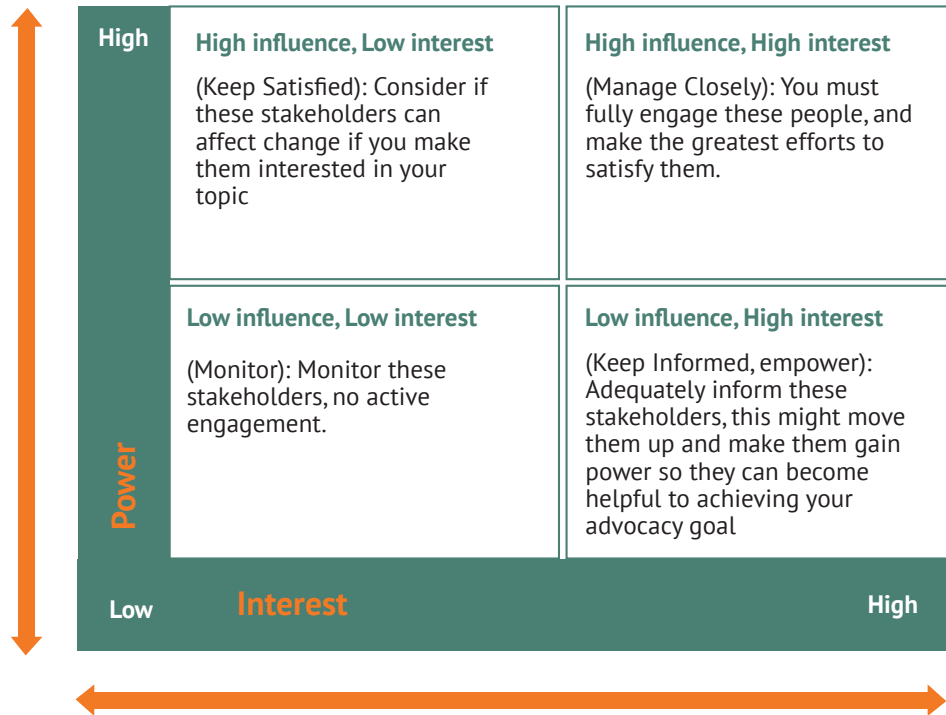 High
High influence, Low interest
(Keep Satisfied): Consider if
these stakeholders can
affect change if you make
them interested in your
topic
High influence, High interest
(Manage Closely): You must
fully engage these people, and
make the greatest efforts to
satisfy them.
Power
Low influence, Low interest
(Monitor): Monitor these
stakeholders, no active
engagement.
Low influence, High interest
(Keep Informed, empower):
Adequately inform these
stakeholders, this might move
them up and make them gain
power so they can become
helpful to achieving your
advocacy goal
Low
Interest
High